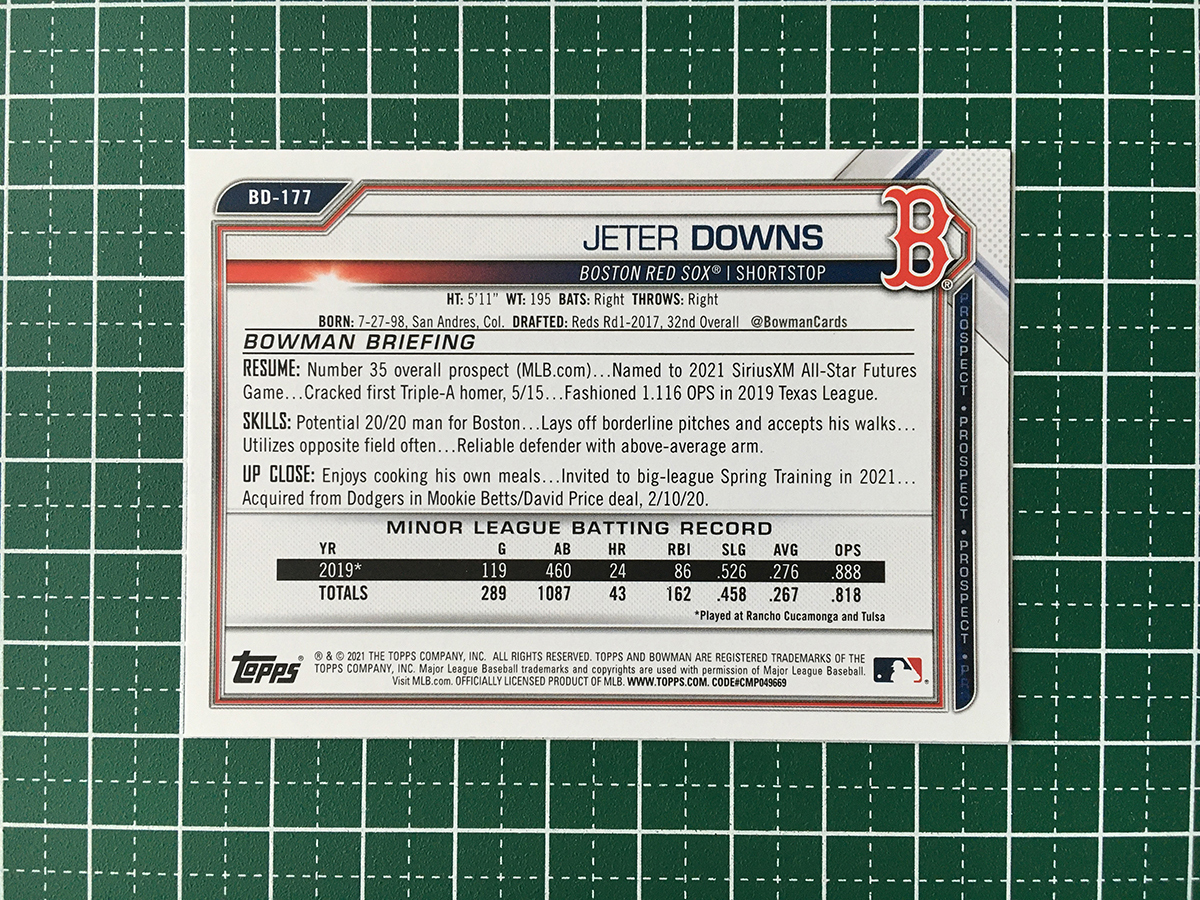 BD-177
JETER DOWNS
B®
BOSTON RED SOX® | SHORTSTOP
HT: 5'11" WT: 195 BATS: Right THROWS: Right
BORN: 7-27-98, San Andres, Col. DRAFTED: Reds Rd1-2017, 32nd Overall @BowmanCards
BOWMAN BRIEFING
RESUME: Number 35 overall prospect (MLB.com)...Named to 2021 SiriusXM All-Star Futures
Game...Cracked first Triple-A homer, 5/15...Fashioned 1.116 OPS in 2019 Texas League.
SKILLS: Potential 20/20 man for Boston...Lays off borderline pitches and accepts his walks...
Utilizes opposite field often...Reliable defender with above-average arm.
UP CLOSE: Enjoys cooking his own meals...Invited to big-league Spring Training in 2021...
Acquired from Dodgers in Mookie Betts/David Price deal, 2/10/20.
MINOR LEAGUE BATTING RECORD
YR G AB HR RBI SLG AVG OPS
2019* 119 460 24 86 .526 .276 .888
TOTALS 289 1087 43 162 .458 .267 .818
*Played at Rancho Cucamonga and Tulsa
TOPPS®
® & © 2021 THE TOPPS COMPANY, INC. ALL RIGHTS RESERVED. TOPPS AND BOWMAN ARE REGISTERED TRADEMARKS OF THE
TOPPS COMPANY, INC. Major League Baseball trademarks and copyrights are used with permission of Major League Baseball.
Visit MLB.com. OFFICIALLY LICENSED PRODUCT OF MLB. WWW.TOPPS.COM. CODE#CMP049669
PROSPECT • PROSPECT • PROSPECT • PR